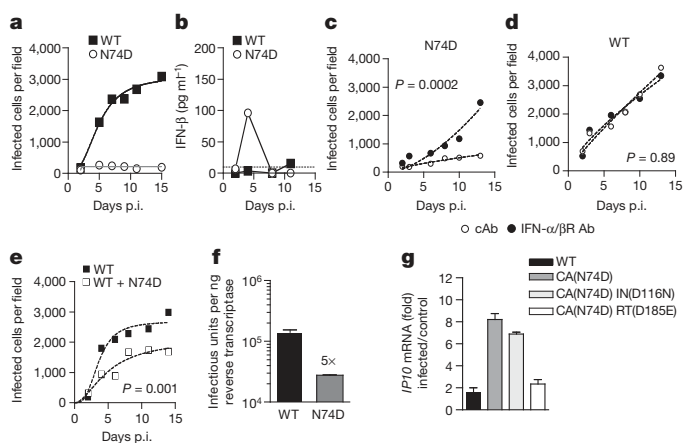 a
WT
N74D
Infected cells per field
4,000
3,000
2,000
1,000
0
0 5 10 15
Days p.i.
b
WT
N74D
IFN-β (pg ml⁻¹)
200
150
100
50
0
0 5 10 15
Days p.i.
c
N74D
P = 0.0002
Infected cells per field
4,000
3,000
2,000
1,000
0
0 5 10 15
Days p.i.
d
WT
P = 0.89
Infected cells per field
4,000
3,000
2,000
1,000
0
0 5 10 15
Days p.i.
cAb IFN-α/βR Ab
e
WT
WT + N74D
Infected cells per field
4,000
3,000
2,000
1,000
0
P = 0.001
0 5 10 15
Days p.i.
f
Infectious units per ng
reverse transcriptase
10⁶
10⁵
10⁴
5×
WT N74D
g
WT
CA(N74D)
CA(N74D) IN(D116N)
CA(N74D) RT(D185E)
IP10 mRNA (fold)
infected/control
12
10
8
6
4
2
0